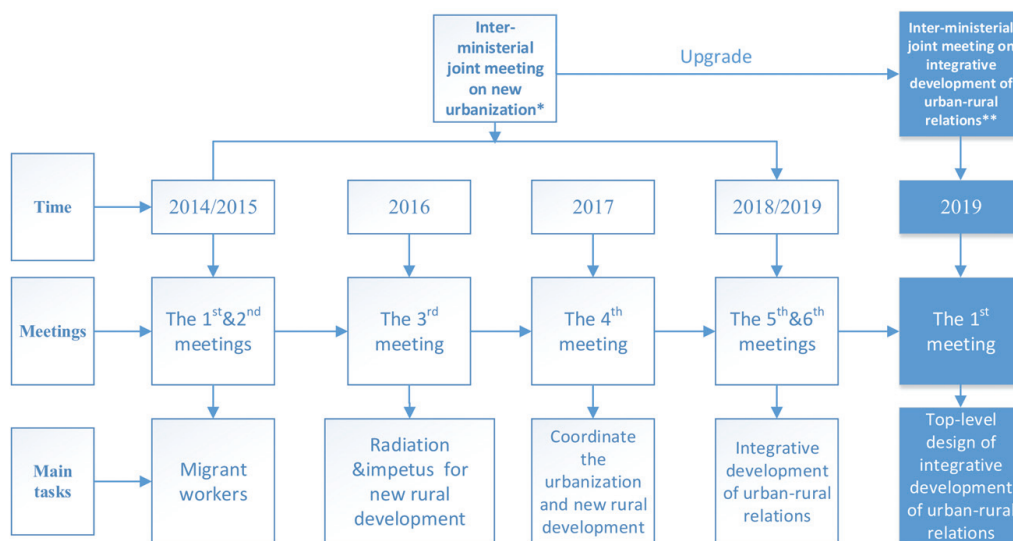 Inter-
ministerial
joint meeting
on new
urbanization*
Upgrade
Inter-ministerial
joint meeting on
integrative
development of
urban-rural
relations**
Time
2014/2015
2016
2017
2018/2019
2019
Meetings
The 1st&2nd
meetings
The 3rd
meeting
The 4th
meeting
The 5th&6th
meetings
The 1st
meeting
Main
tasks
Migrant
workers
Radiation
&impetus for
new rural
development
Coordinate
the
urbanization
and new rural
development
Integrative
development
of urban-rural
relations
Top-level
design of
integrative
development
of urban-rural
relations